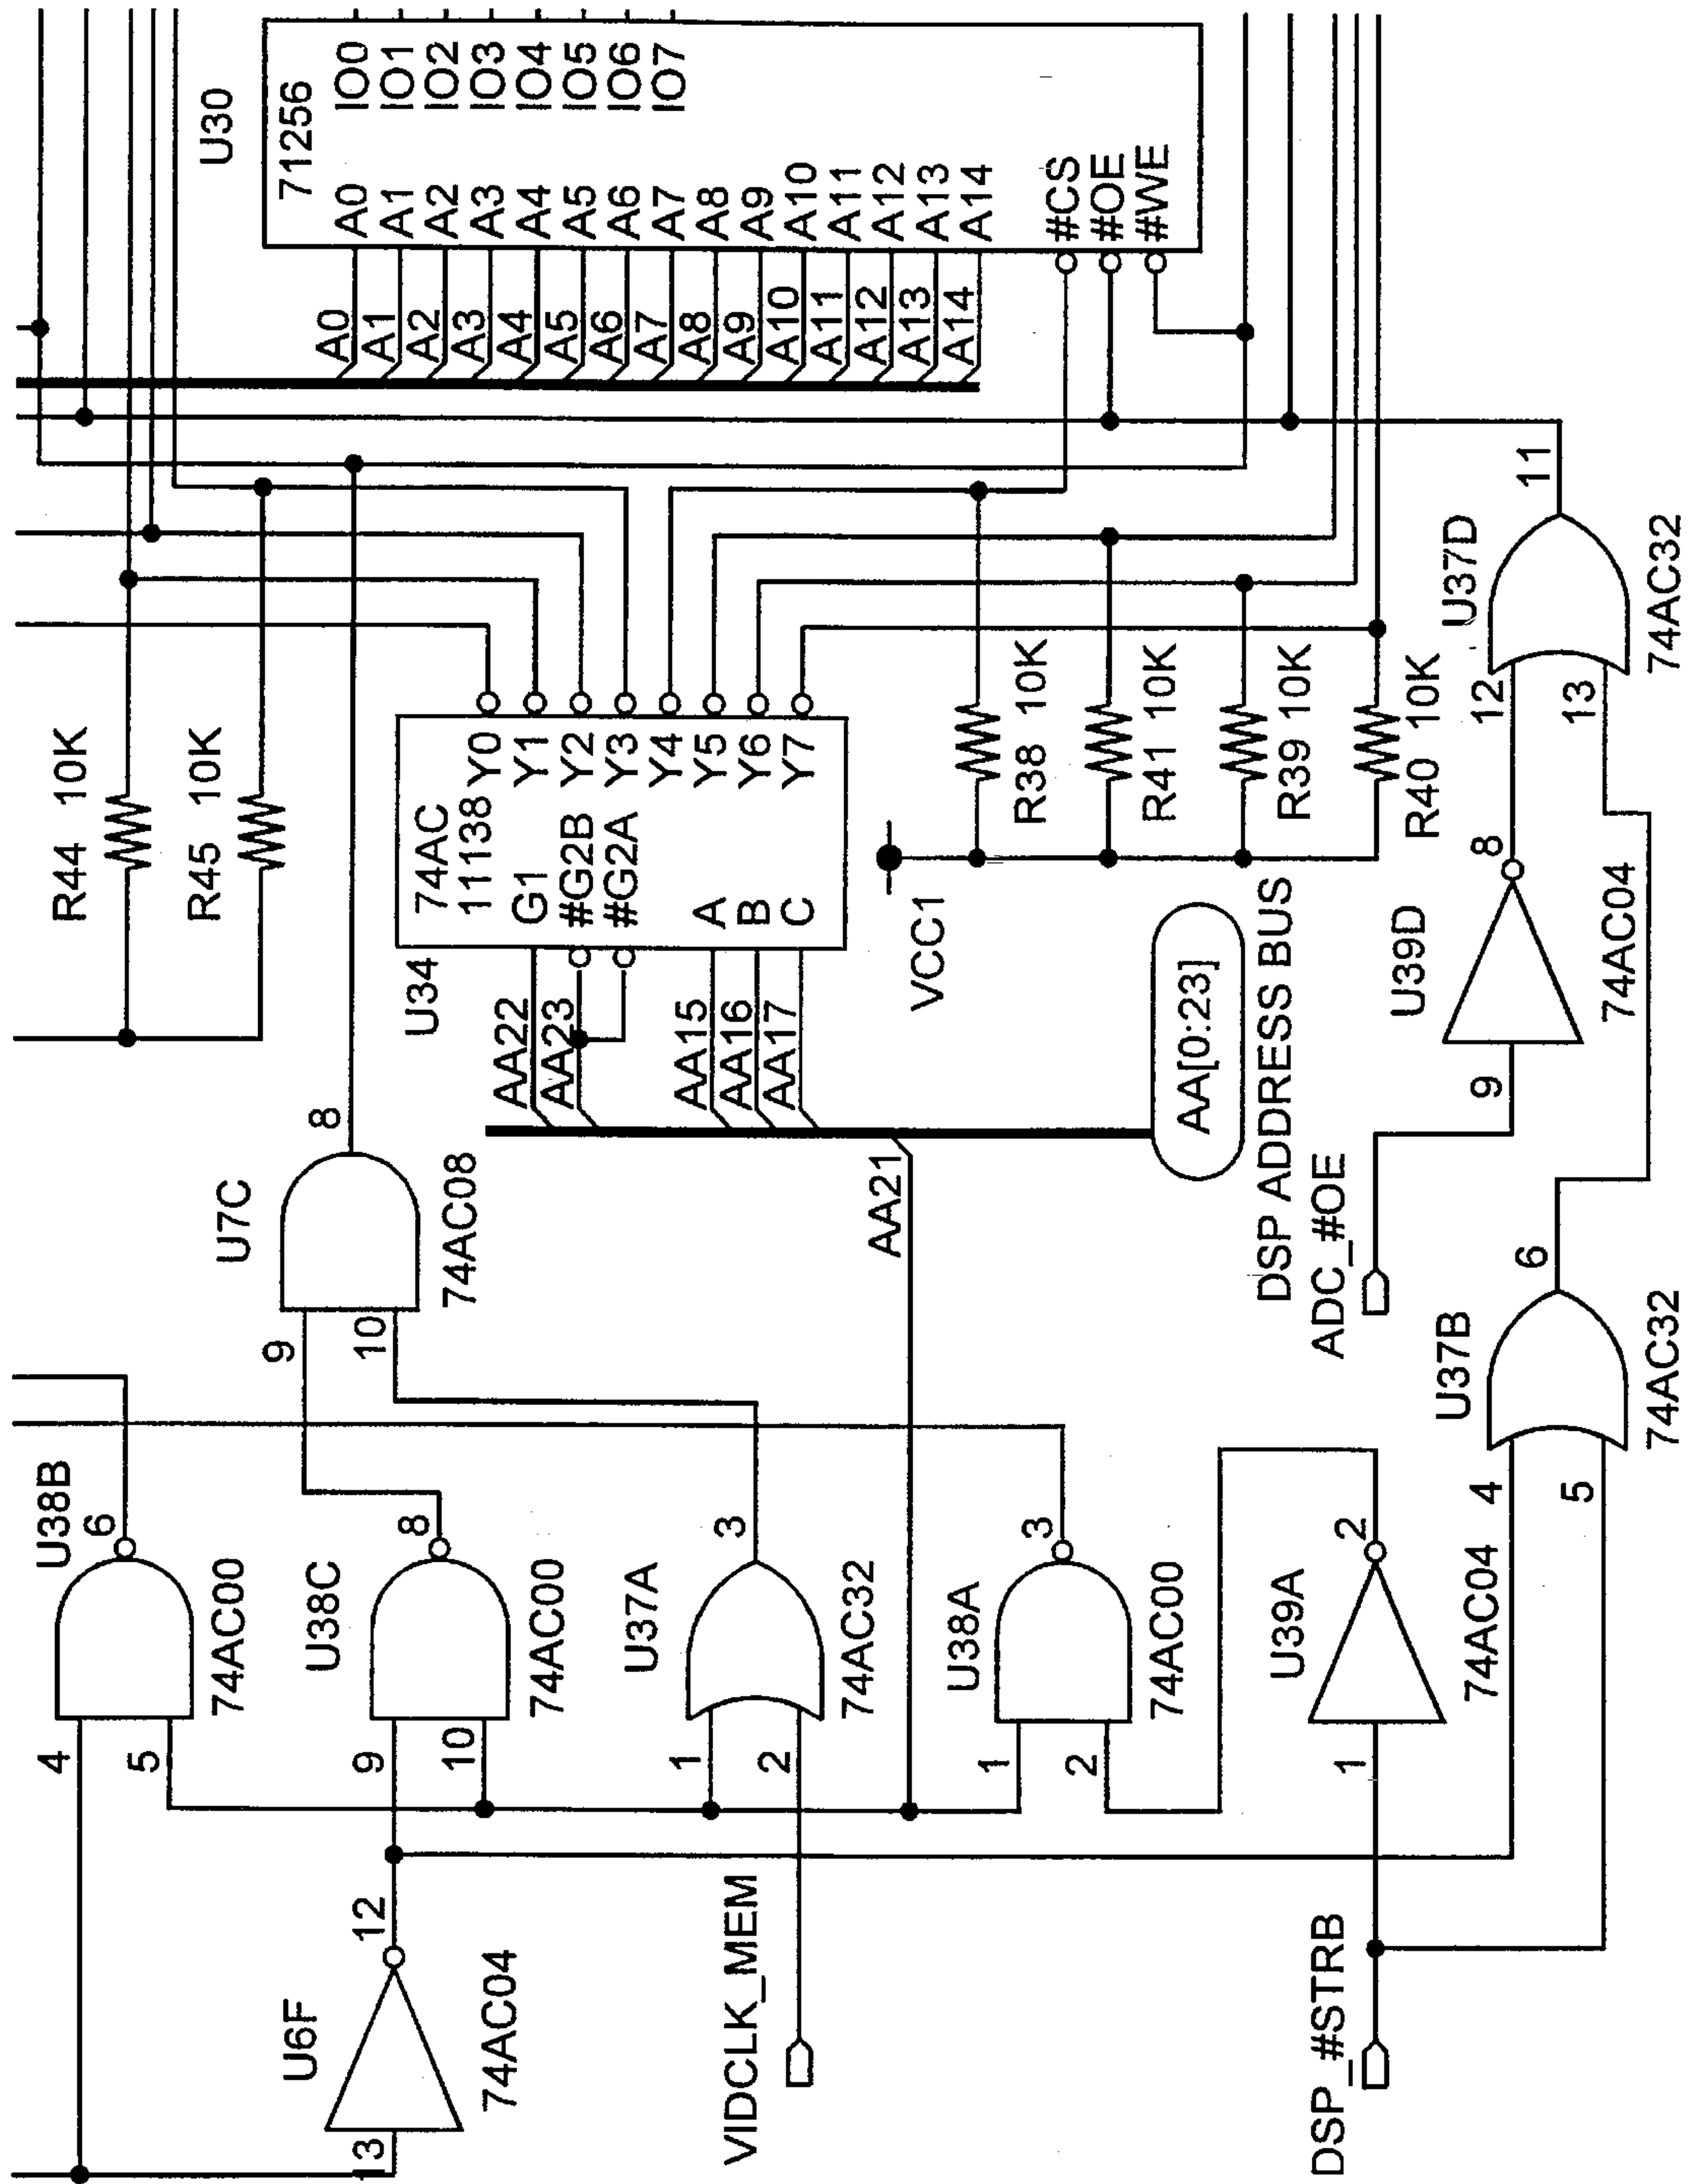 U30
71256
A0 IO0
A1 IO1
A2 IO2
A3 IO3
A4 IO4
A5 IO5
A6 IO6
A7 IO7
A8
A9
A10
A11
A12
A13
A14
#CS
#OE
#WE
A0
A1
A2
A3
A4
A5
A6
A7
A8
A9
A10
A11
A12
A13
A14
R44 10K
R45 10K
U34
74AC
11138
G1
#G2B
#G2A
A
B
C
Y0
Y1
Y2
Y3
Y4
Y5
Y6
Y7
AA22
AA23
AA15
AA16
AA17
VCC1
R38 10K
R41 10K
R39 10K
R40 10K
AA21
AA[0:23]
DSP ADDRESS BUS
U7C
9
10
8
74AC08
U38B
4
5
6
74AC00
U6F
13
12
74AC04
U38C
9
10
8
74AC00
U37A
1
2
3
74AC32
VIDCLK_MEM
U38A
1
2
3
74AC00
U39A
1
2
74AC04
DSP_#STRB
U37B
4
5
6
74AC32
ADC_#OE
U39D
9
8
74AC04
U37D
12
13
11
74AC32